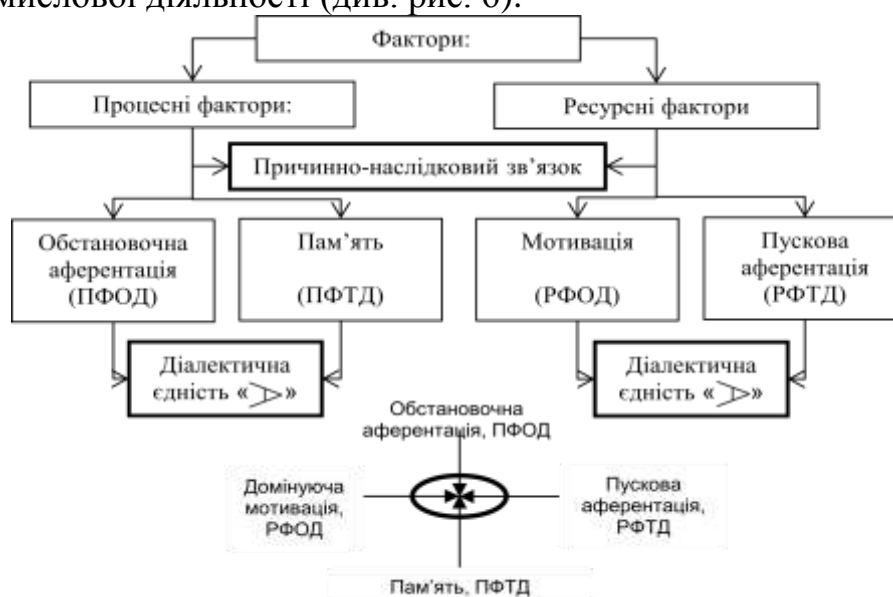 мислової діяльності (див. рис. 6).
Фактори:
Процесні фактори:
Ресурсні фактори
Причинно-наслідковий зв’язок
Обстановочна
аферентація
(ПФОД)
Пам’ять
(ПФТД)
Мотивація
(РФОД)
Пускова
аферентація
(РФТД)
Діалектична
єдність « »
Діалектична
єдність « »
Обстановочна
аферентація, ПФОД
Домінуюча
мотивація,
РФОД
Пускова
аферентація,
РФТД
Пам’ять, ПФТД